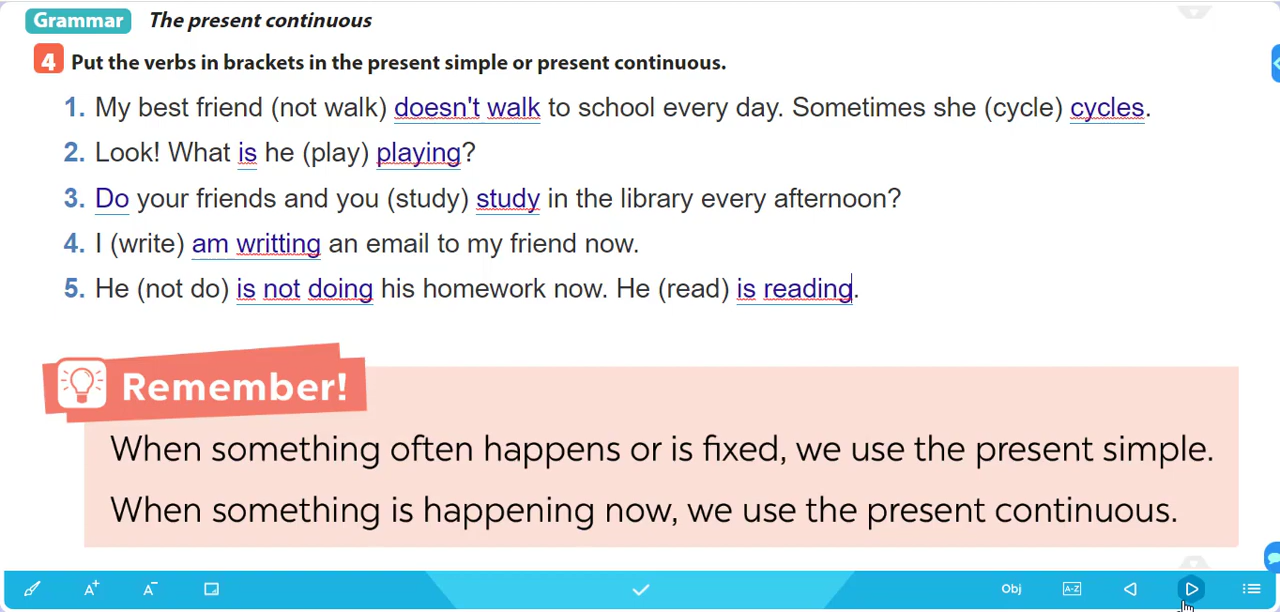 Grammar The present continuous
4 Put the verbs in brackets in the present simple or present continuous.
1. My best friend (not walk) doesn't walk to school every day. Sometimes she (cycle) cycles.
2. Look! What is he (play) playing?
3. Do your friends and you (study) study in the library every afternoon?
4. I (write) am writting an email to my friend now.
5. He (not do) is not doing his homework now. He (read) is reading.
Remember!
When something often happens or is fixed, we use the present simple.
When something is happening now, we use the present continuous.
A+ A- Obj A-Z